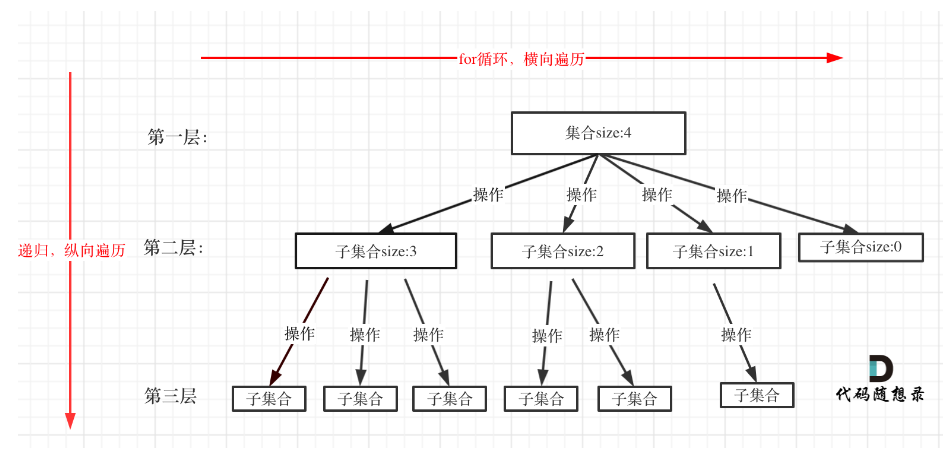 for循环，横向遍历
第一层：
集合size:4
操作
操作
操作
操作
递归，纵向遍历
第二层：
子集合size:3
子集合size:2
子集合size:1
子集合size:0
操作
操作
操作
操作
操作
操作
第三层
子集合
子集合
子集合
子集合
子集合
子集合
代码随想录